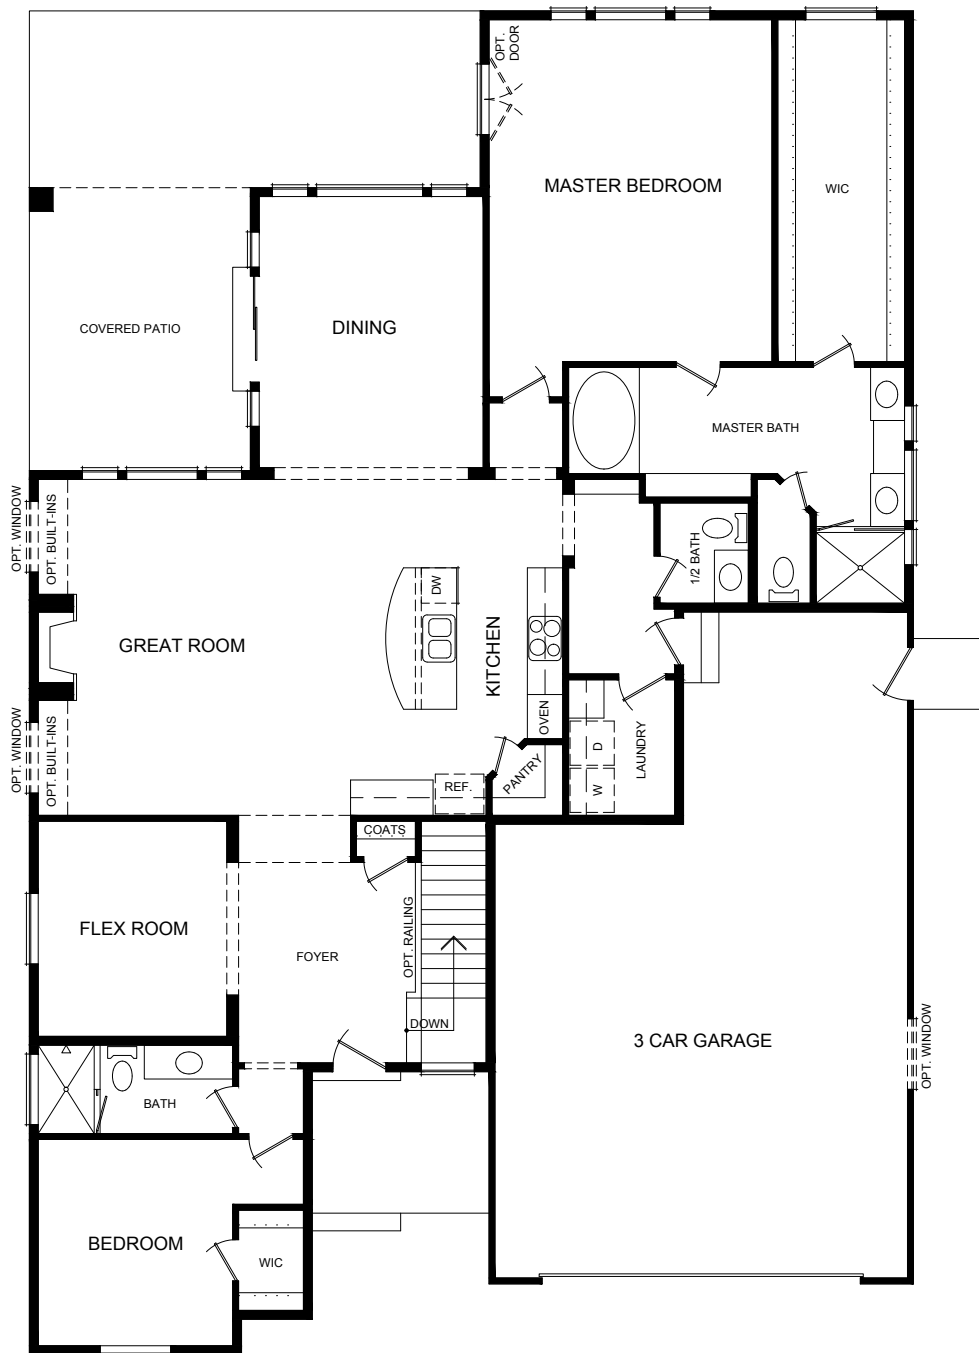 OPT.
DOOR
MASTER BEDROOM
WIC
COVERED PATIO
DINING
MASTER BATH
OPT. WINDOW
OPT. BUILT-INS
1/2 BATH
DW
GREAT ROOM
KITCHEN
OVEN
OPT. WINDOW
OPT. BUILT-INS
REF.
PANTRY
D
W
LAUNDRY
COATS
FLEX ROOM
FOYER
OPT. RAILING
DOWN
3 CAR GARAGE
OPT. WINDOW
BATH
BEDROOM
WIC